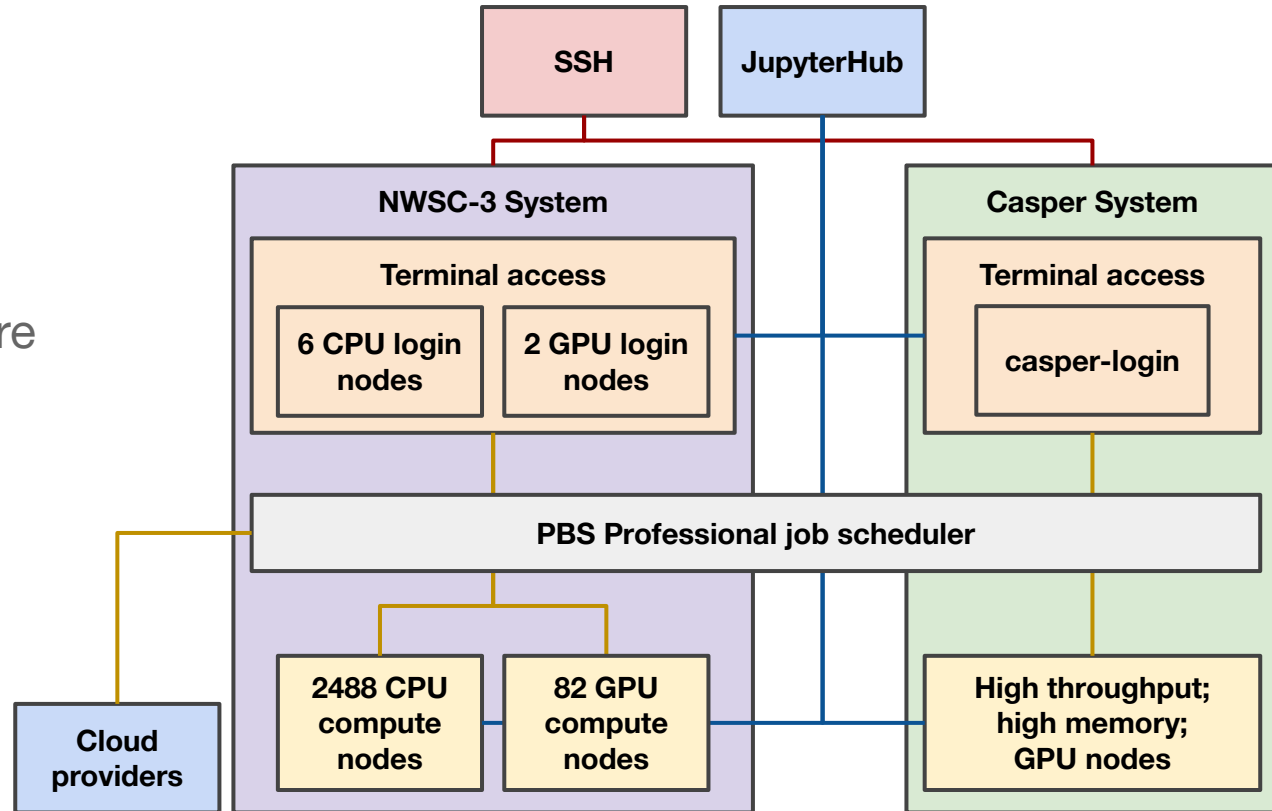 SSH
JupyterHub
NWSC-3 System
Casper System
Terminal access
Terminal access
re
6 CPU login
nodes
2 GPU login
nodes
casper-login
PBS Professional job scheduler
2488 CPU
compute
nodes
82 GPU
compute
nodes
High throughput;
high memory;
GPU nodes
Cloud
providers